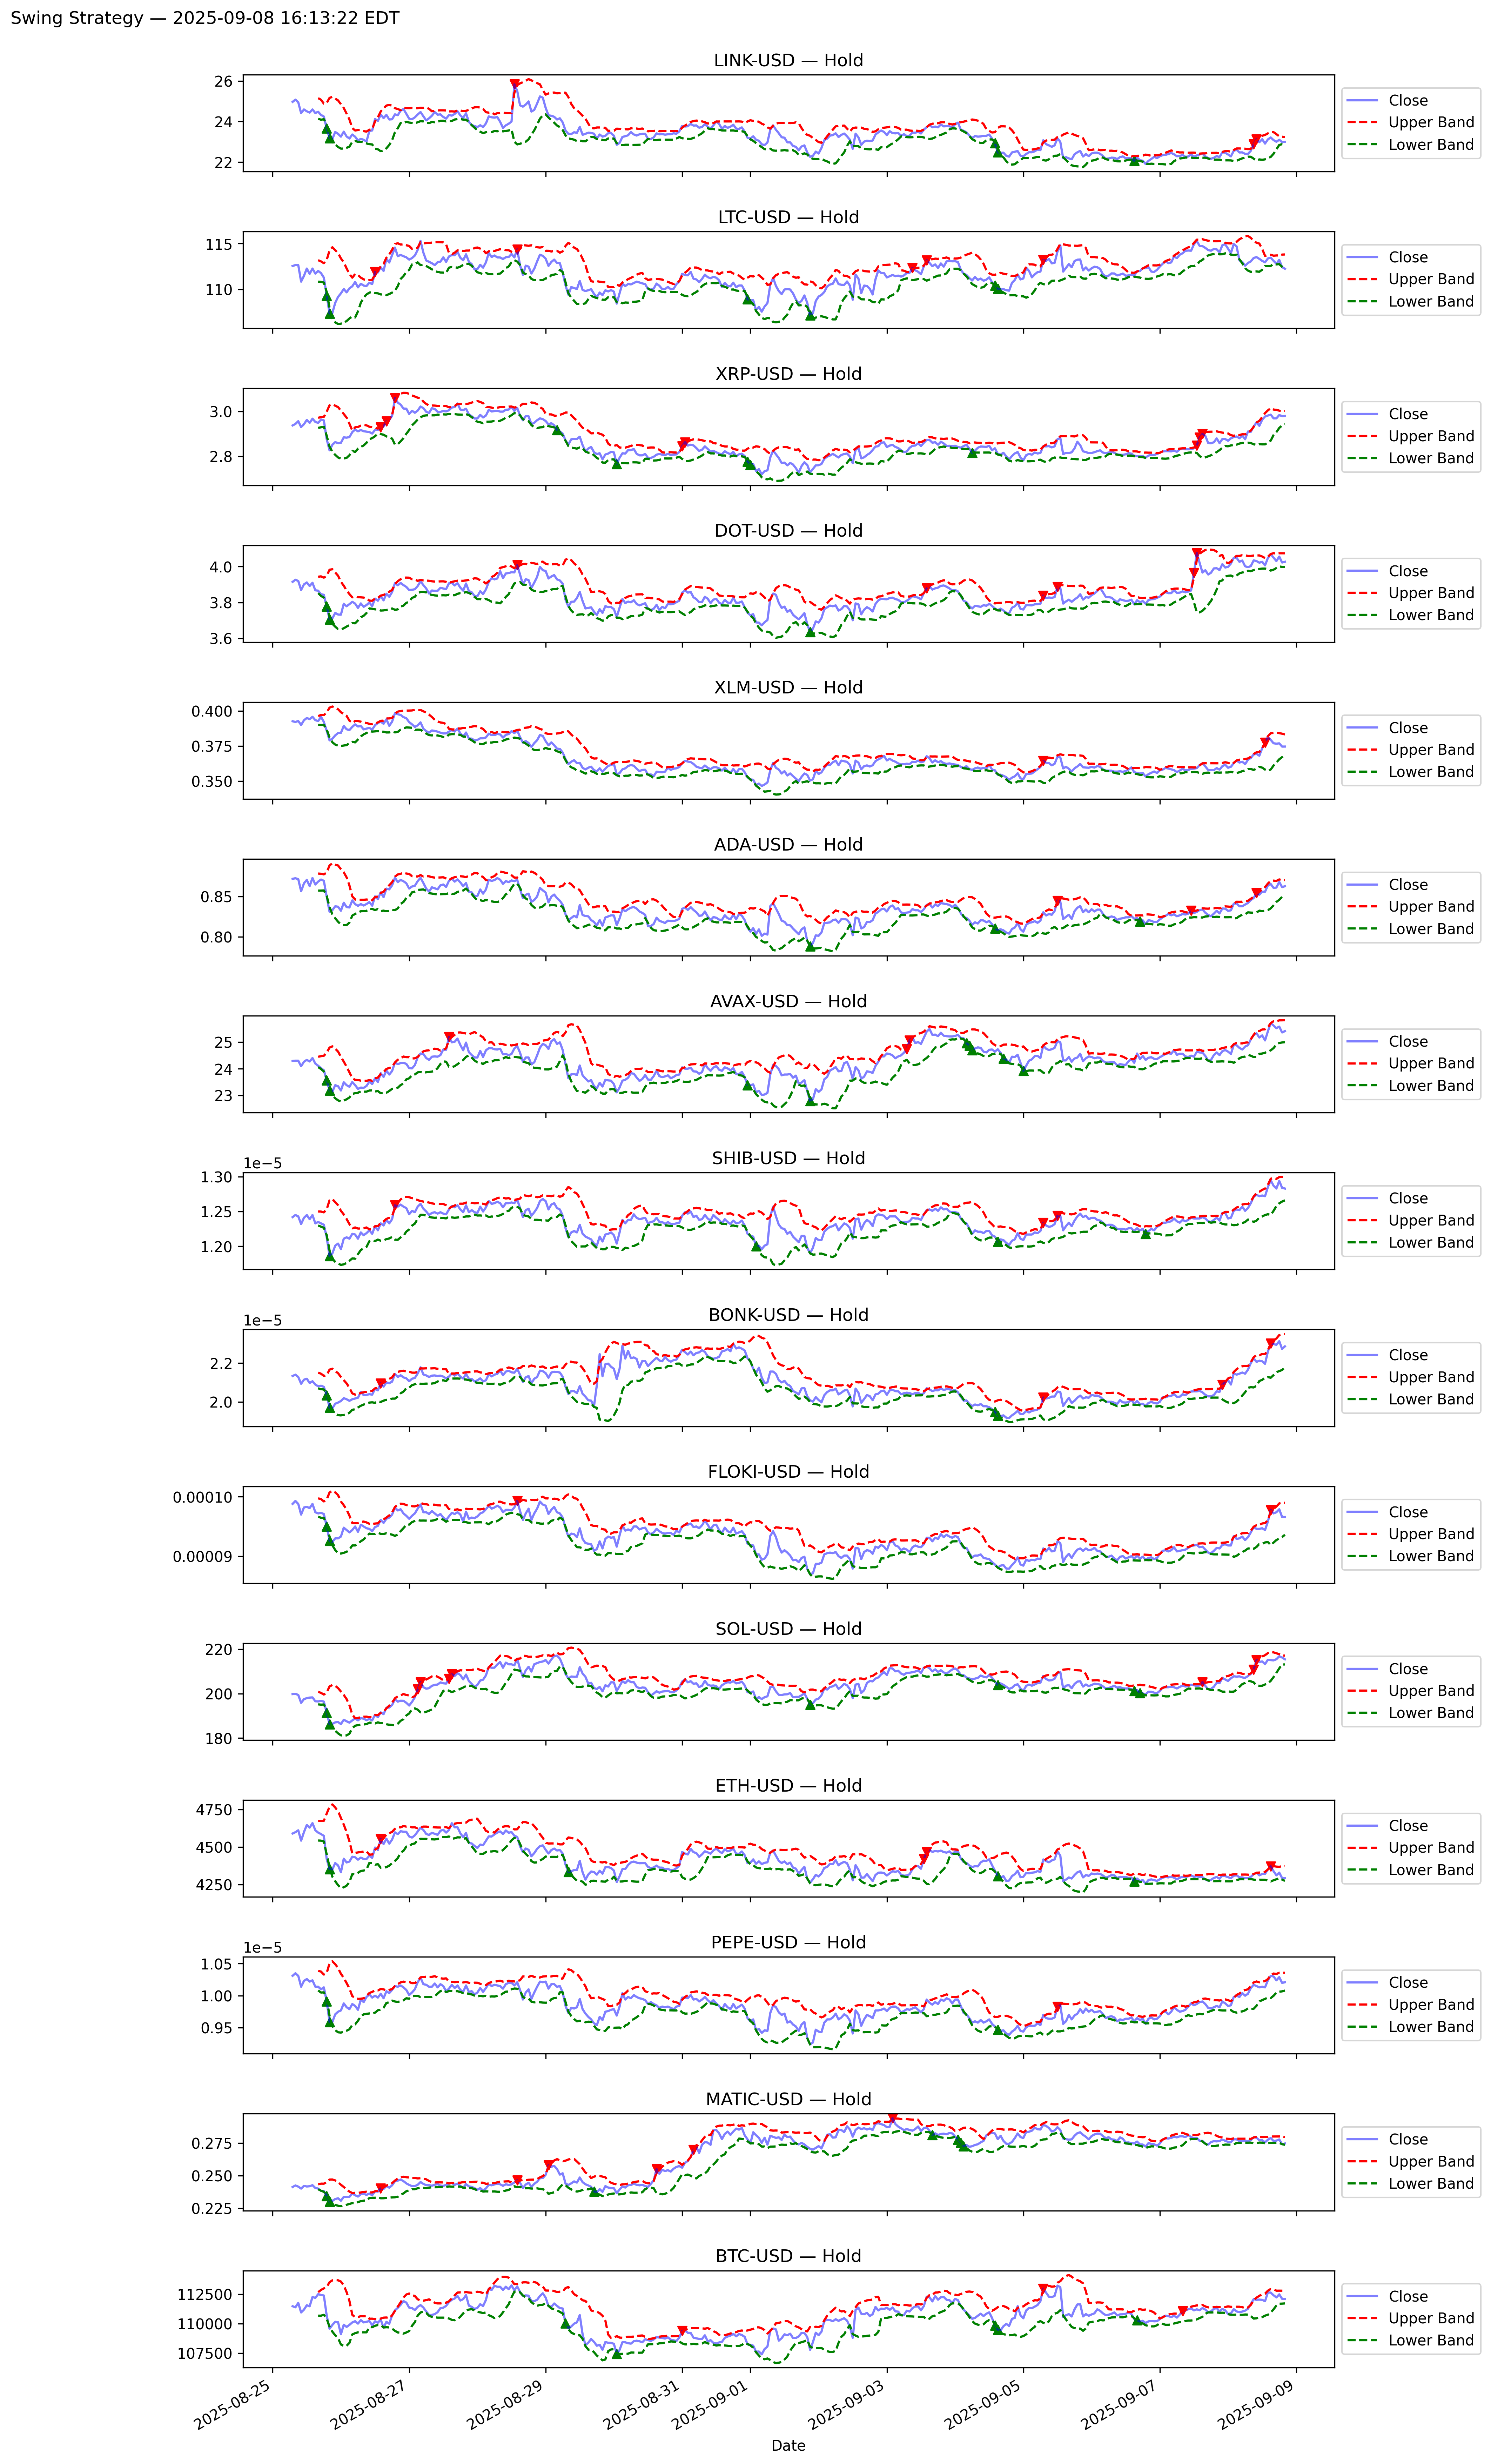 Swing Strategy — 2025-09-08 16:13:22 EDT
LINK-USD — Hold
26
24
22
Close
Upper Band
Lower Band
LTC-USD — Hold
115
110
Close
Upper Band
Lower Band
XRP-USD — Hold
3.0
2.8
Close
Upper Band
Lower Band
DOT-USD — Hold
4.0
3.8
3.6
Close
Upper Band
Lower Band
XLM-USD — Hold
0.400
0.375
0.350
Close
Upper Band
Lower Band
ADA-USD — Hold
0.85
0.80
Close
Upper Band
Lower Band
AVAX-USD — Hold
25
24
23
Close
Upper Band
Lower Band
SHIB-USD — Hold
1e−5
1.30
1.25
1.20
Close
Upper Band
Lower Band
BONK-USD — Hold
1e−5
2.2
2.0
Close
Upper Band
Lower Band
FLOKI-USD — Hold
0.00010
0.00009
Close
Upper Band
Lower Band
SOL-USD — Hold
220
200
180
Close
Upper Band
Lower Band
ETH-USD — Hold
4750
4500
4250
Close
Upper Band
Lower Band
PEPE-USD — Hold
1e−5
1.05
1.00
0.95
Close
Upper Band
Lower Band
MATIC-USD — Hold
0.275
0.250
0.225
Close
Upper Band
Lower Band
BTC-USD — Hold
112500
110000
107500
Close
Upper Band
Lower Band
2025-08-25
2025-08-27
2025-08-29
2025-08-31
2025-09-01
2025-09-03
2025-09-05
2025-09-07
2025-09-09
Date